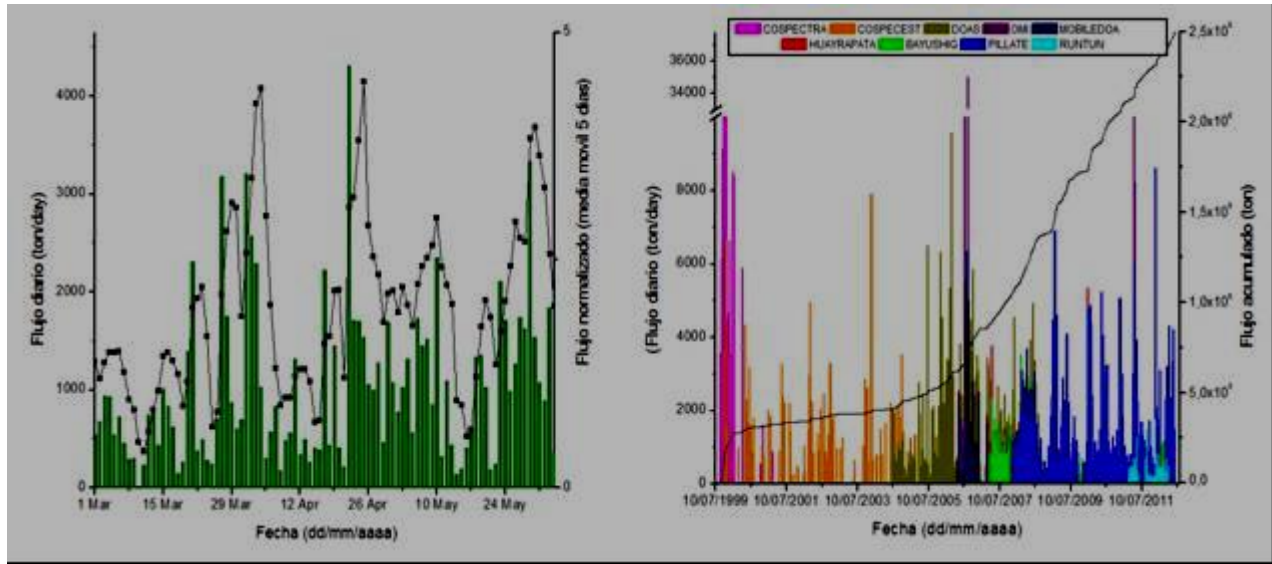 5
4000
3000
2000
1000
0
0
Flujo diario (ton/day)
Flujo normalizado (media movil 5 dias)
1 Mar 15 Mar 29 Mar 12 Apr 26 Apr 10 May 24 May
Fecha (dd/mm/aaaa)
COSPECTRA COSPECEST DOAS OMI MOBILEDOA
HUAYRAPATA BAYUSHIG PILLATE RUNTUN
36000
34000
8000
6000
4000
2000
0
(Flujo diario (ton/day)
2,5x10⁶
2,0x10⁶
1,5x10⁶
1,0x10⁶
5,0x10⁵
0,0
Flujo acumulado (ton)
10/07/1999 10/07/2001 10/07/2003 10/07/2005 10/07/2007 10/07/2009 10/07/2011
Fecha (dd/mm/aaaa)